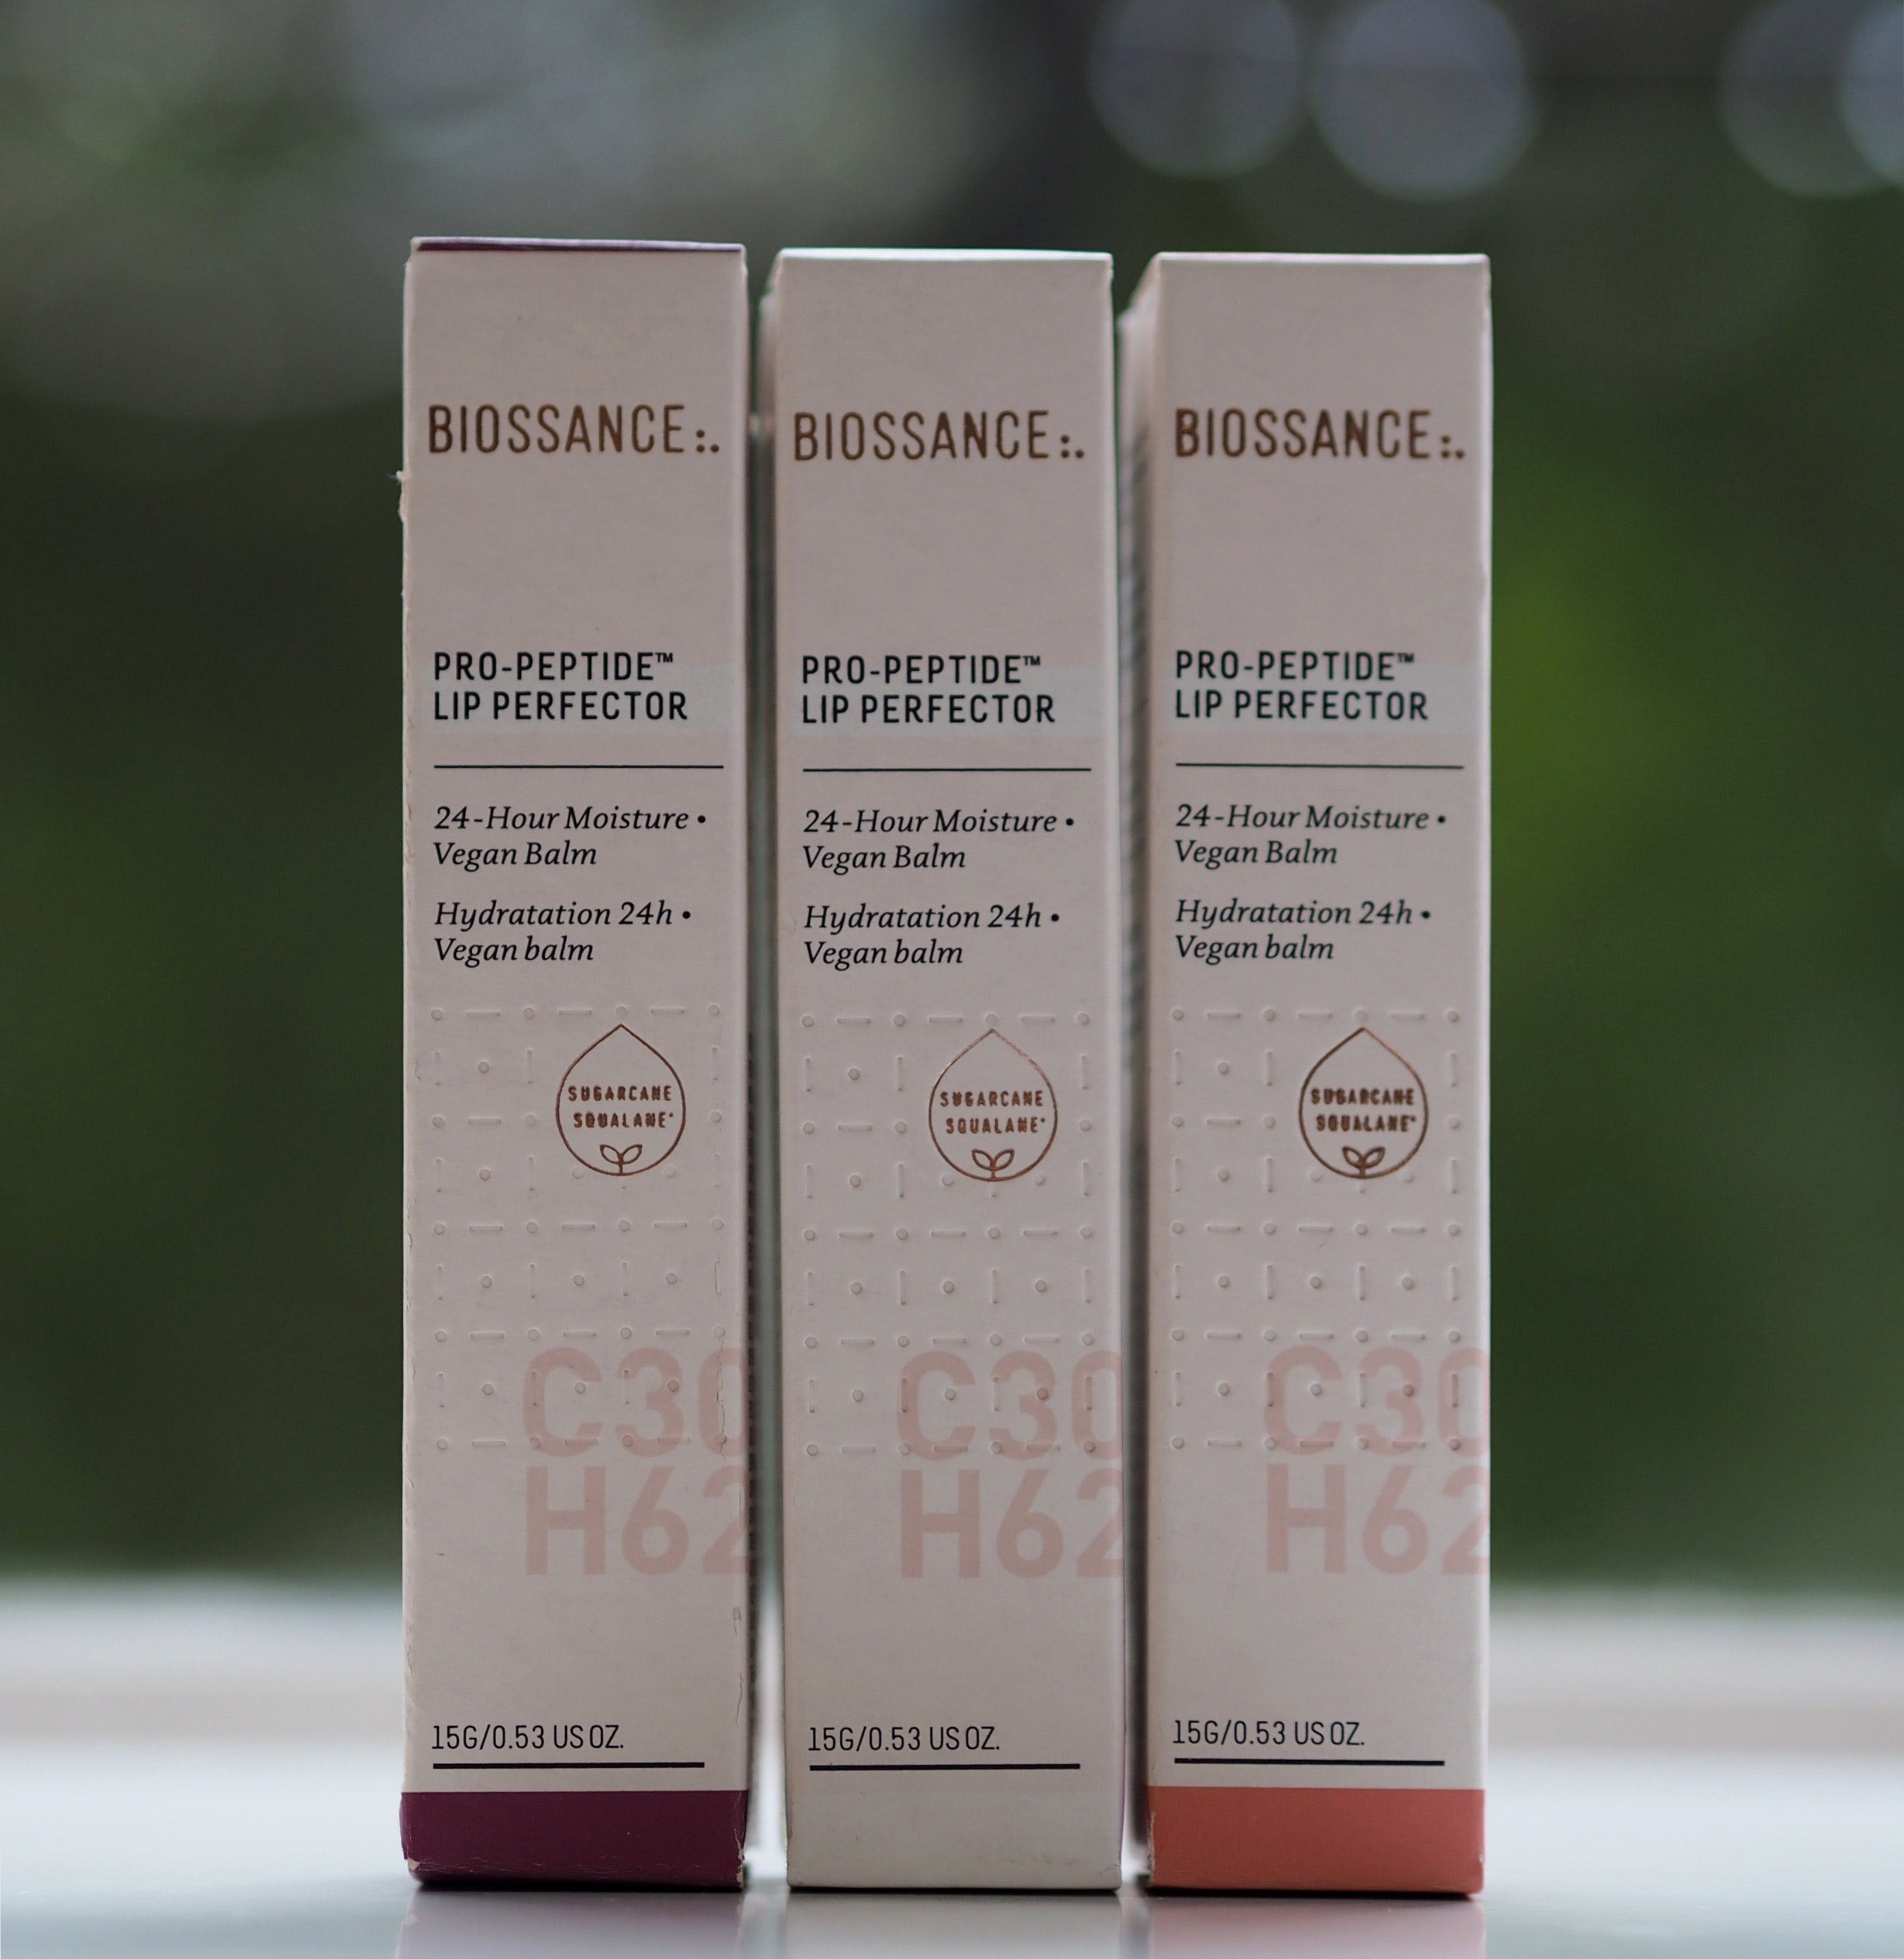 BIOSSANCE:.
PRO-PEPTIDE™
LIP PERFECTOR
24-Hour Moisture •
Vegan Balm
Hydratation 24h •
Vegan balm
SUGARCANE
SQUALANE*
C30
H62
15G/0.53 US OZ.
BIOSSANCE:.
PRO-PEPTIDE™
LIP PERFECTOR
24-Hour Moisture •
Vegan Balm
Hydratation 24h •
Vegan balm
SUGARCANE
SQUALANE*
C30
H62
15G/0.53 US OZ.
BIOSSANCE:.
PRO-PEPTIDE™
LIP PERFECTOR
24-Hour Moisture •
Vegan Balm
Hydratation 24h •
Vegan balm
SUGARCANE
SQUALANE*
C30
H62
15G/0.53 US OZ.